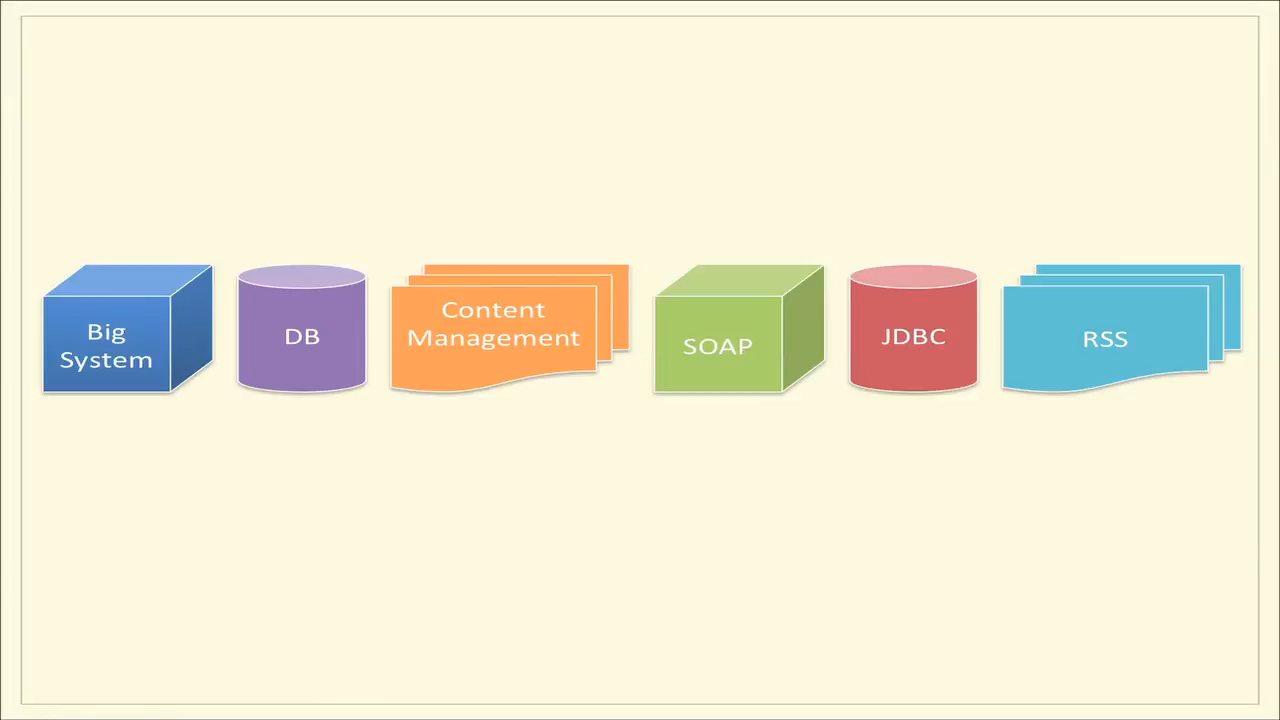 Big
System
DB
Content
Management
SOAP
JDBC
RSS